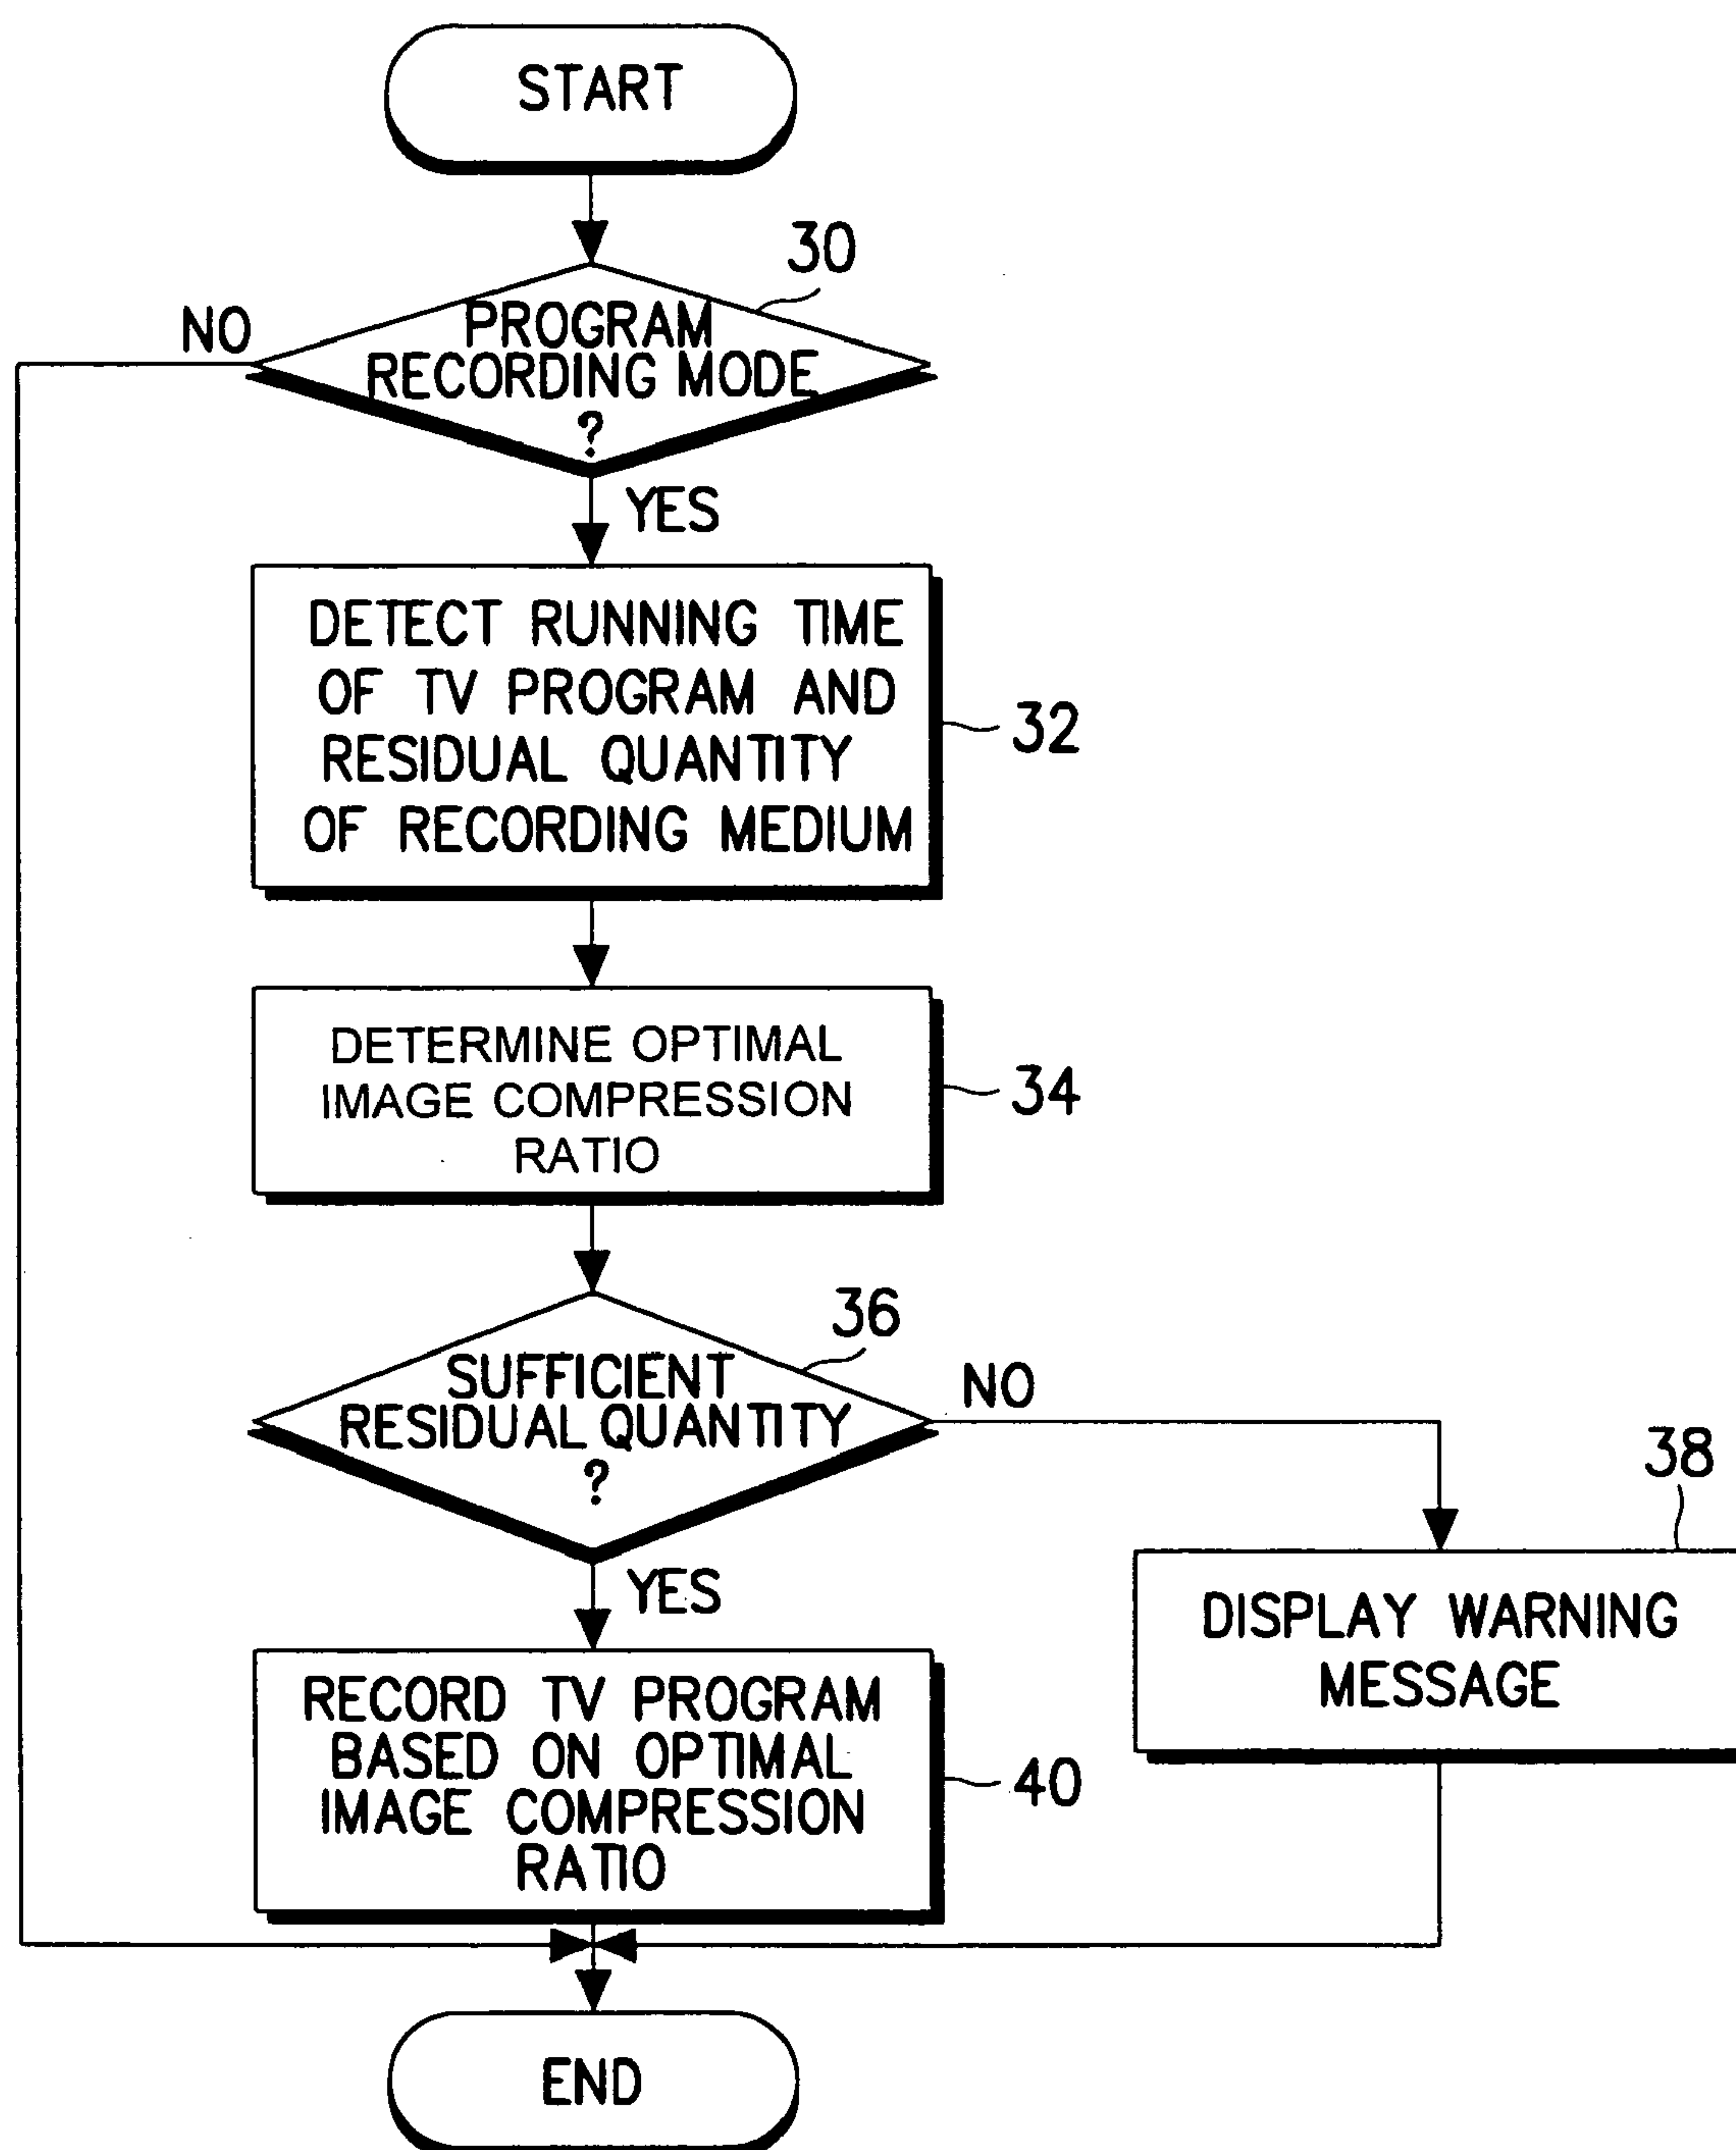 START
30
NO
PROGRAM
RECORDING MODE
?
YES
DETECT RUNNING TIME
OF TV PROGRAM AND
RESIDUAL QUANTITY
OF RECORDING MEDIUM
32
DETERMINE OPTIMAL
IMAGE COMPRESSION
RATIO
34
36
SUFFICIENT
RESIDUAL QUANTITY
?
NO
38
YES
DISPLAY WARNING
MESSAGE
RECORD TV PROGRAM
BASED ON OPTIMAL
IMAGE COMPRESSION
RATIO
40
END